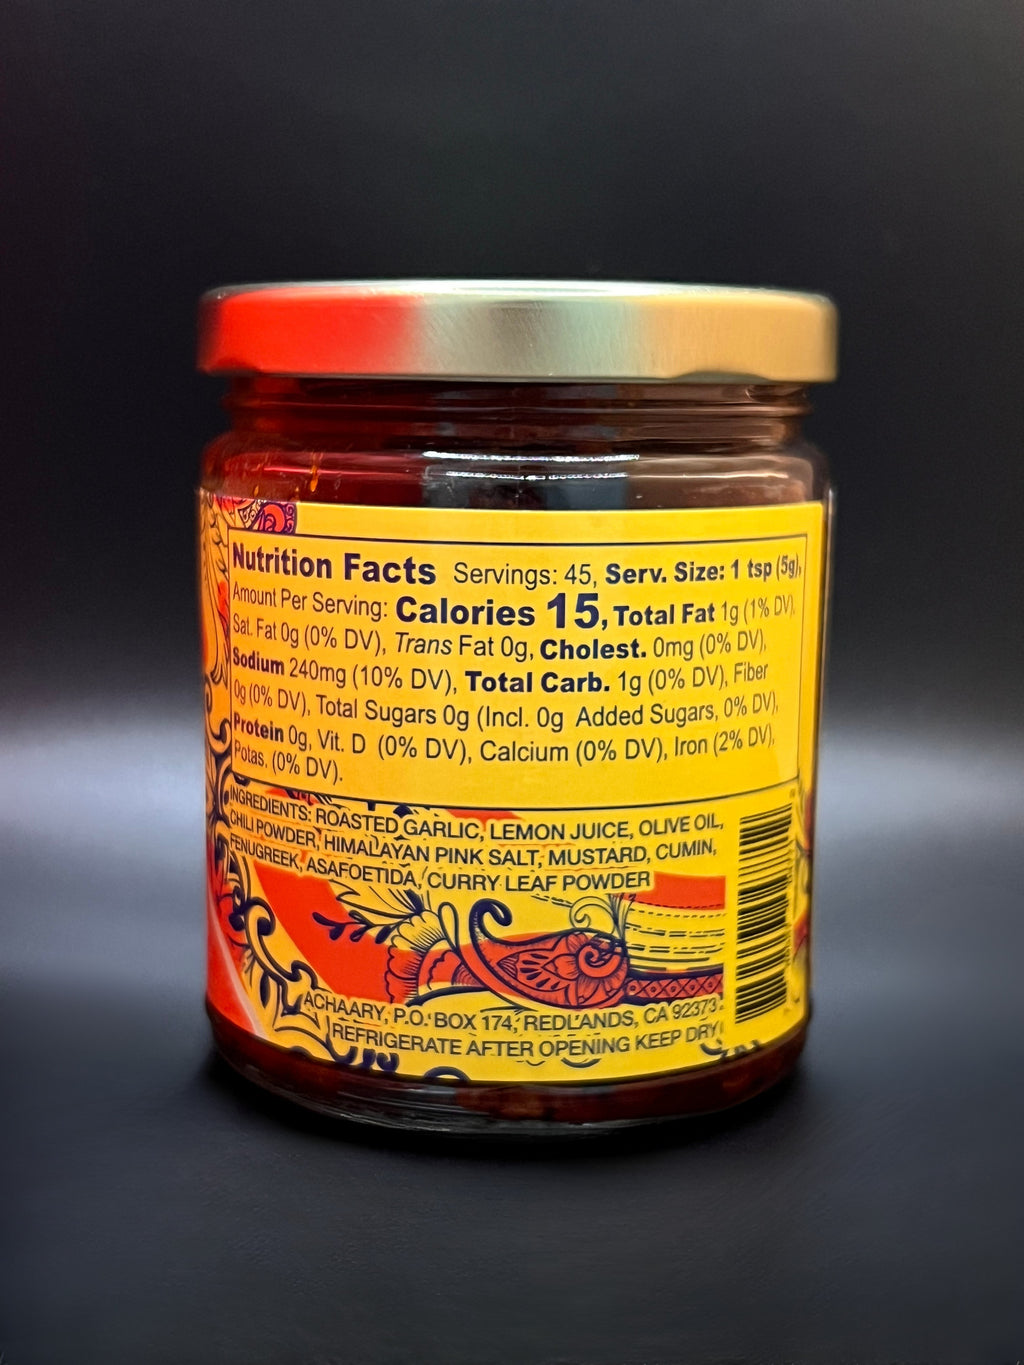 Nutrition Facts Servings: 45, Serv. Size: 1 tsp (5g),
Amount Per Serving: Calories 15, Total Fat 1g (1% DV),
Sat. Fat 0g (0% DV), Trans Fat 0g, Cholest. 0mg (0% DV),
Sodium 240mg (10% DV), Total Carb. 1g (0% DV), Fiber
0g (0% DV), Total Sugars 0g (Incl. 0g Added Sugars, 0% DV),
Protein 0g, Vit. D (0% DV), Calcium (0% DV), Iron (2% DV),
Potas. (0% DV).
INGREDIENTS: ROASTED GARLIC, LEMON JUICE, OLIVE OIL,
CHILI POWDER, HIMALAYAN PINK SALT, MUSTARD, CUMIN,
FENUGREEK, ASAFOETIDA, CURRY LEAF POWDER
ACHAARY, P.O. BOX 174, REDLANDS, CA 92373
REFRIGERATE AFTER OPENING KEEP DRY